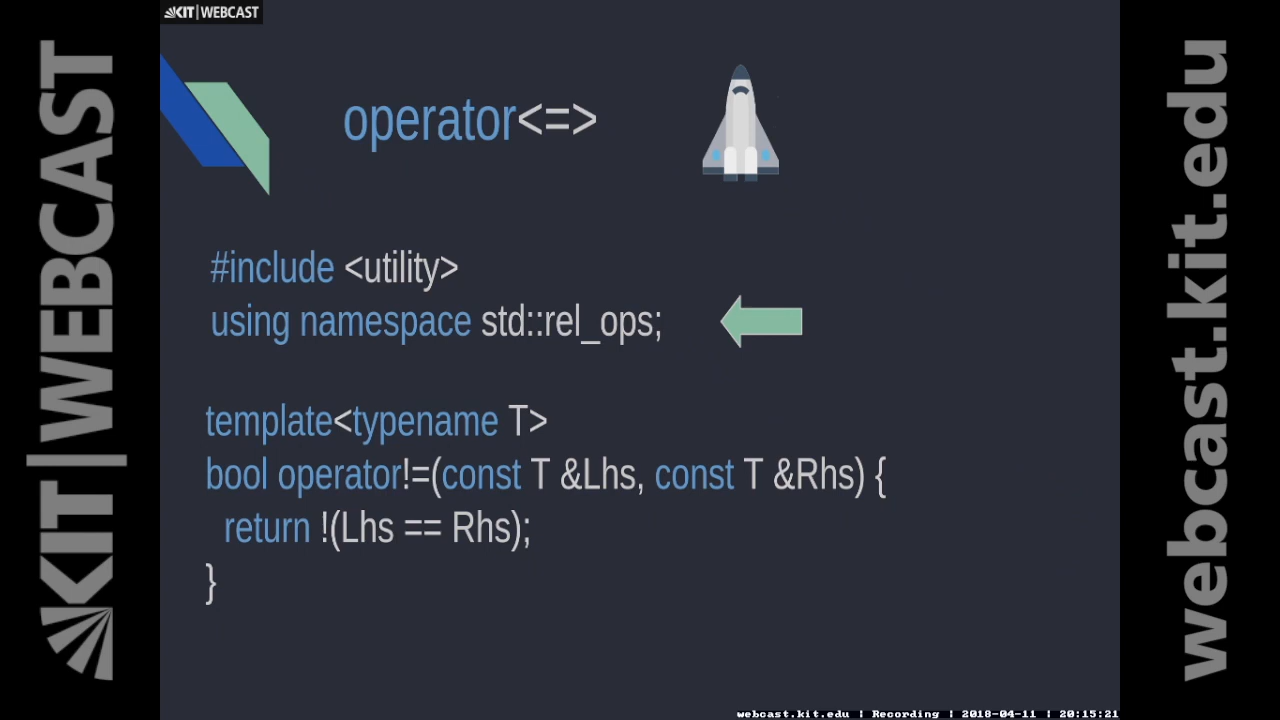 KIT|WEBCAST
KIT|WEBCAST
operator<=>
#include <utility>
using namespace std::rel_ops;
template<typename T>
bool operator!=(const T &Lhs, const T &Rhs) {
return !(Lhs == Rhs);
}
webcast.kit.edu
webcast.kit.edu | Recording | 2018-04-11 | 20:15:21